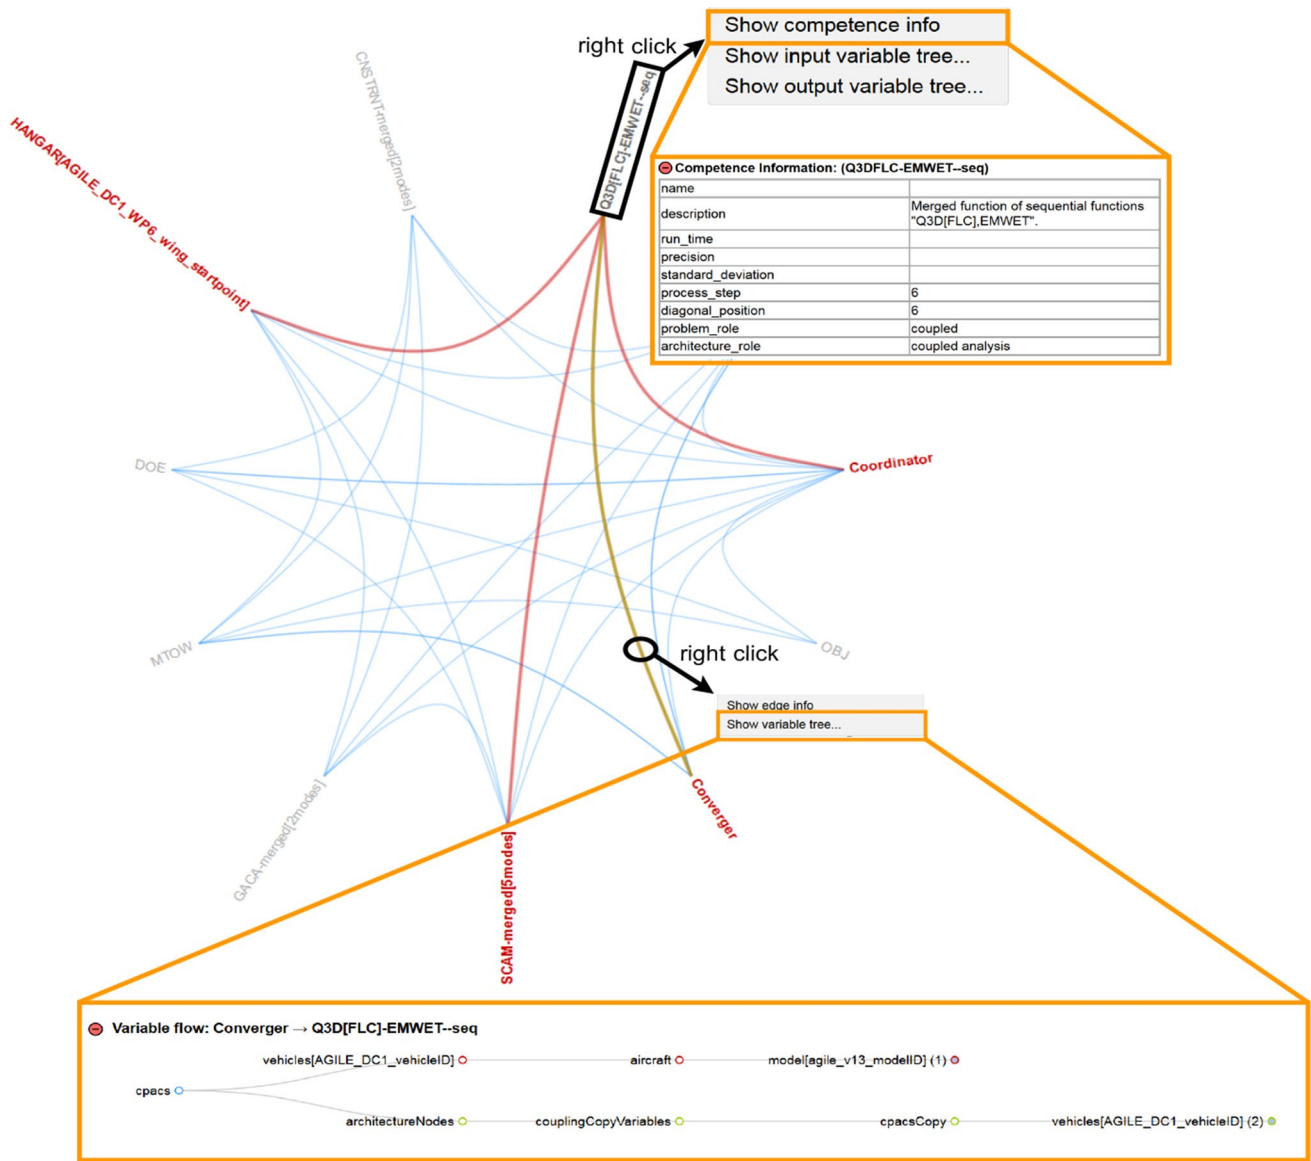 Show competence info
right click
Show input variable tree...
Show output variable tree...
CNSTRNT-merged[2modes]
Q3D[FLC]-EMWET--seq
HANGAR[AGILE_DC1_WP6_wing_startpoint]
Competence Information: (Q3DFLC-EMWET--seq)
name
description Merged function of sequential functions
"Q3D[FLC],EMWET".
run_time
precision
standard_deviation
process_step 6
diagonal_position 6
problem_role coupled
architecture_role coupled analysis
DOE
Coordinator
MTOW
OBJ
right click
Show edge info
Show variable tree...
GACA-merged[2modes]
Converger
SCAM-merged[5modes]
Variable flow: Converger → Q3D[FLC]-EMWET--seq
vehicles[AGILE_DC1_vehicleID] aircraft model[agile_v13_modelID] (1)
cpacs
architectureNodes couplingCopyVariables cpacsCopy vehicles[AGILE_DC1_vehicleID] (2)